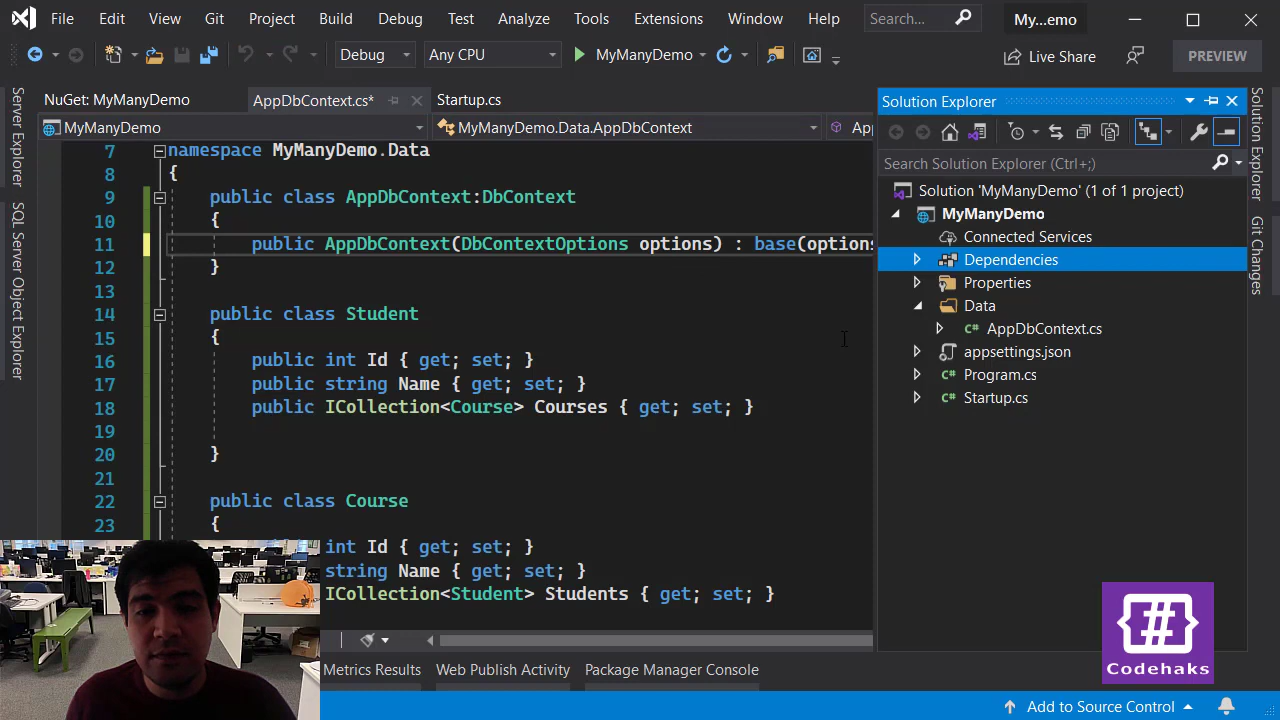 File Edit View Git Project Build Debug Test Analyze Tools Extensions Window Help Search... My...emo
Debug Any CPU MyManyDemo Live Share PREVIEW
NuGet: MyManyDemo AppDbContext.cs* Startup.cs
MyManyDemo MyManyDemo.Data.AppDbContext
Server Explorer
SQL Server Object Explorer
7 namespace MyManyDemo.Data
8 {
9 public class AppDbContext:DbContext
10 {
11 public AppDbContext(DbContextOptions options) : base(options
12 }
13
14 public class Student
15 {
16 public int Id { get; set; }
17 public string Name { get; set; }
18 public ICollection<Course> Courses { get; set; }
19
20 }
21
22 public class Course
23 {
int Id { get; set; }
string Name { get; set; }
ICollection<Student> Students { get; set; }
Solution Explorer
Search Solution Explorer (Ctrl+;)
Solution 'MyManyDemo' (1 of 1 project)
MyManyDemo
Connected Services
Dependencies
Properties
Data
AppDbContext.cs
appsettings.json
Program.cs
Startup.cs
Solution Explorer
Git Changes
{#}
Codehaks
Metrics Results Web Publish Activity Package Manager Console
Add to Source Control